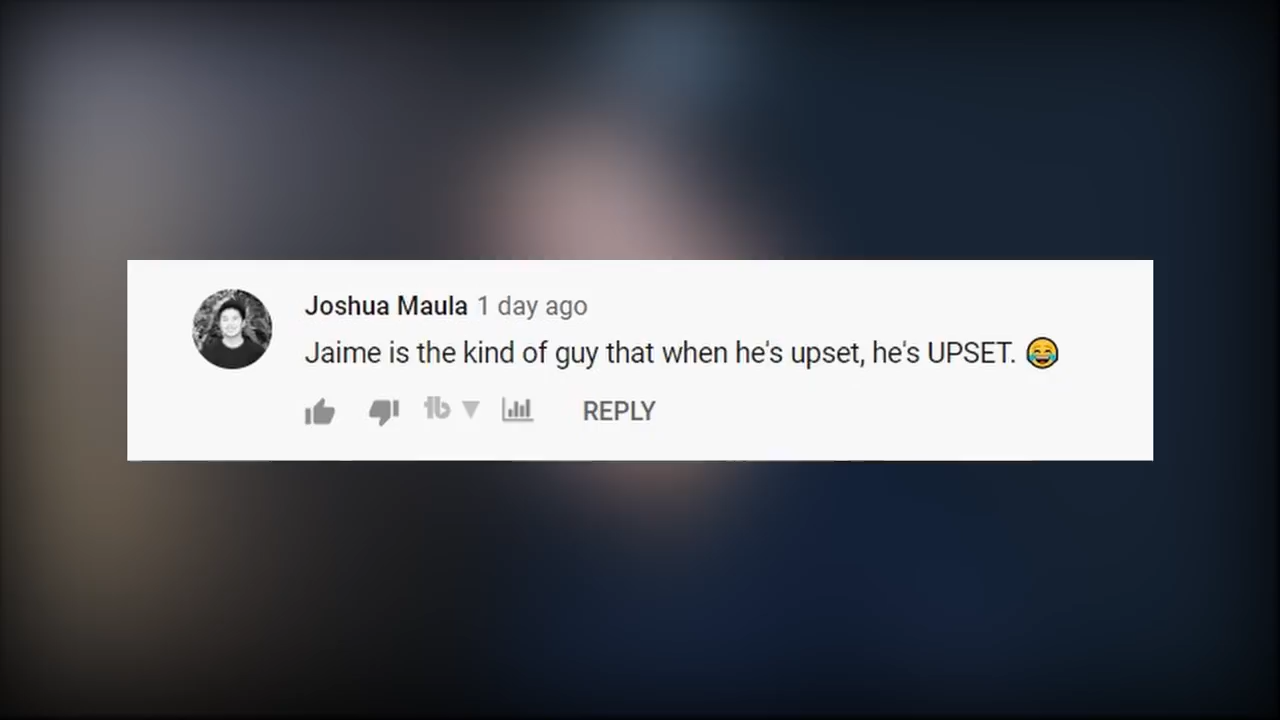 Joshua Maula 1 day ago
Jaime is the kind of guy that when he's upset, he's UPSET. 😂
REPLY